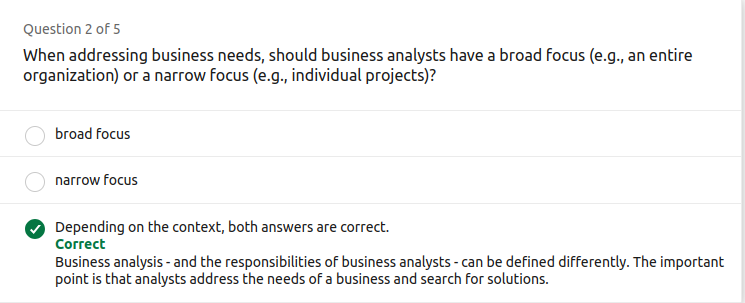 Question 2 of 5
When addressing business needs, should business analysts have a broad focus (e.g., an entire
organization) or a narrow focus (e.g., individual projects)?
broad focus
narrow focus
Depending on the context, both answers are correct.
Correct
Business analysis - and the responsibilities of business analysts - can be defined differently. The important
point is that analysts address the needs of a business and search for solutions.